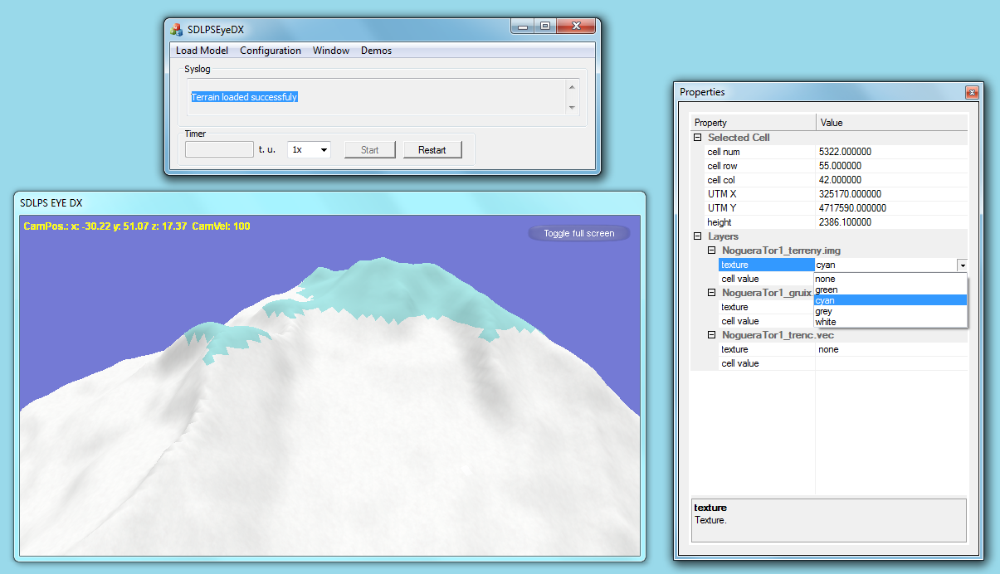 SDLPSEyeDX
Load Model Configuration Window Demos
Syslog
Terrain loaded successfuly
Timer
t. u. 1x Start Restart
SDLPS EYE DX
CamPos.: x: -30.22 y: 51.07 z: 17.37 CamVel: 100
Toggle full screen
Properties
Property Value
Selected Cell
cell num 5322.000000
cell row 55.000000
cell col 42.000000
UTM X 325170.000000
UTM Y 4717590.000000
height 2386.100000
Layers
NogueraTor1_terreny.img
texture cyan
cell value none
green
NogueraTor1_gruix
cyan
texture grey
cell value white
NogueraTor1_trenc.vec
texture none
cell value
texture
Texture.